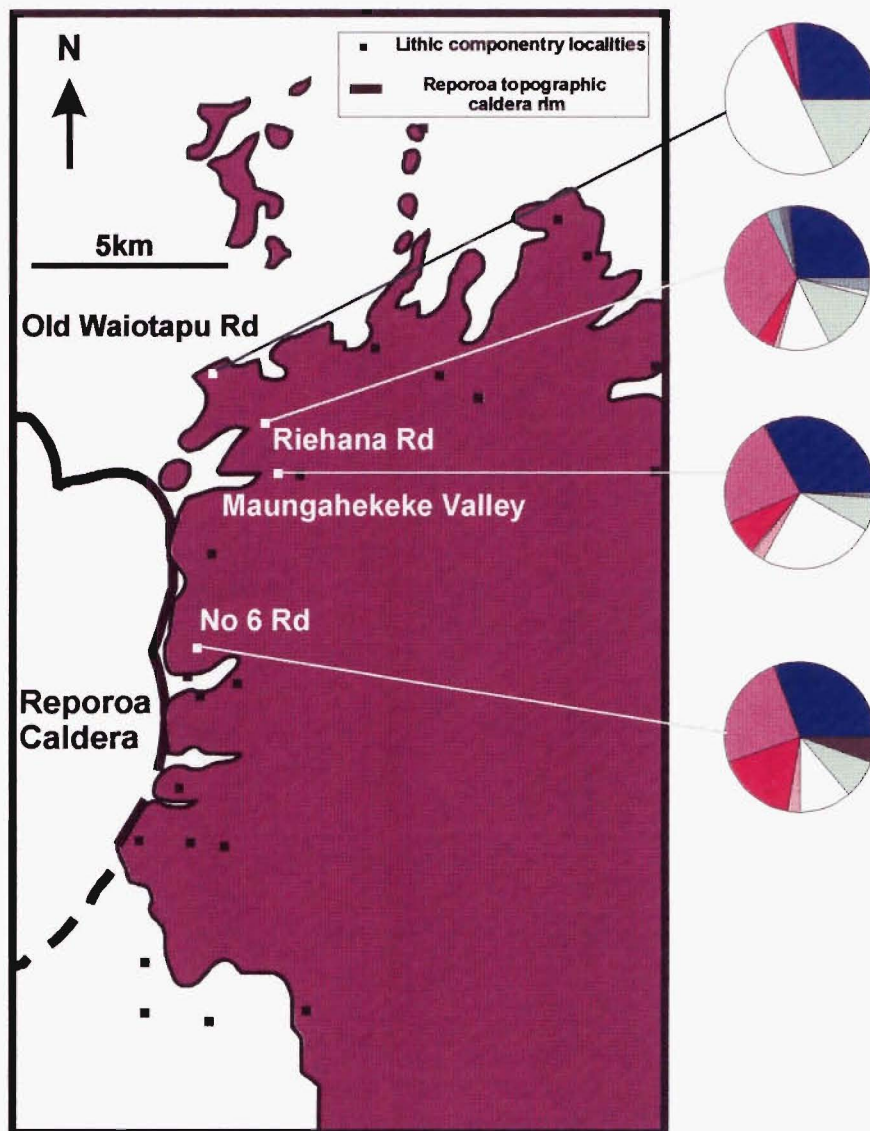 N
Lithic componentry localities
Reporoa topographic
caldera rim
5km
Old Waiotapu Rd
Riehana Rd
Maungahekeke Valley
No 6 Rd
Reporoa
Caldera